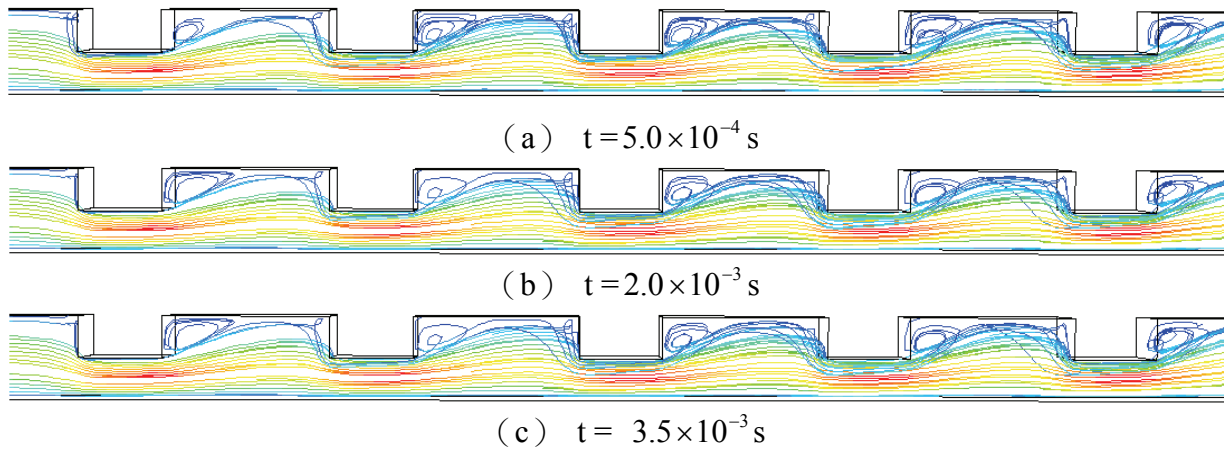 (a) t=5.0×10⁻⁴ s
(b) t=2.0×10⁻³ s
(c) t= 3.5×10⁻³ s